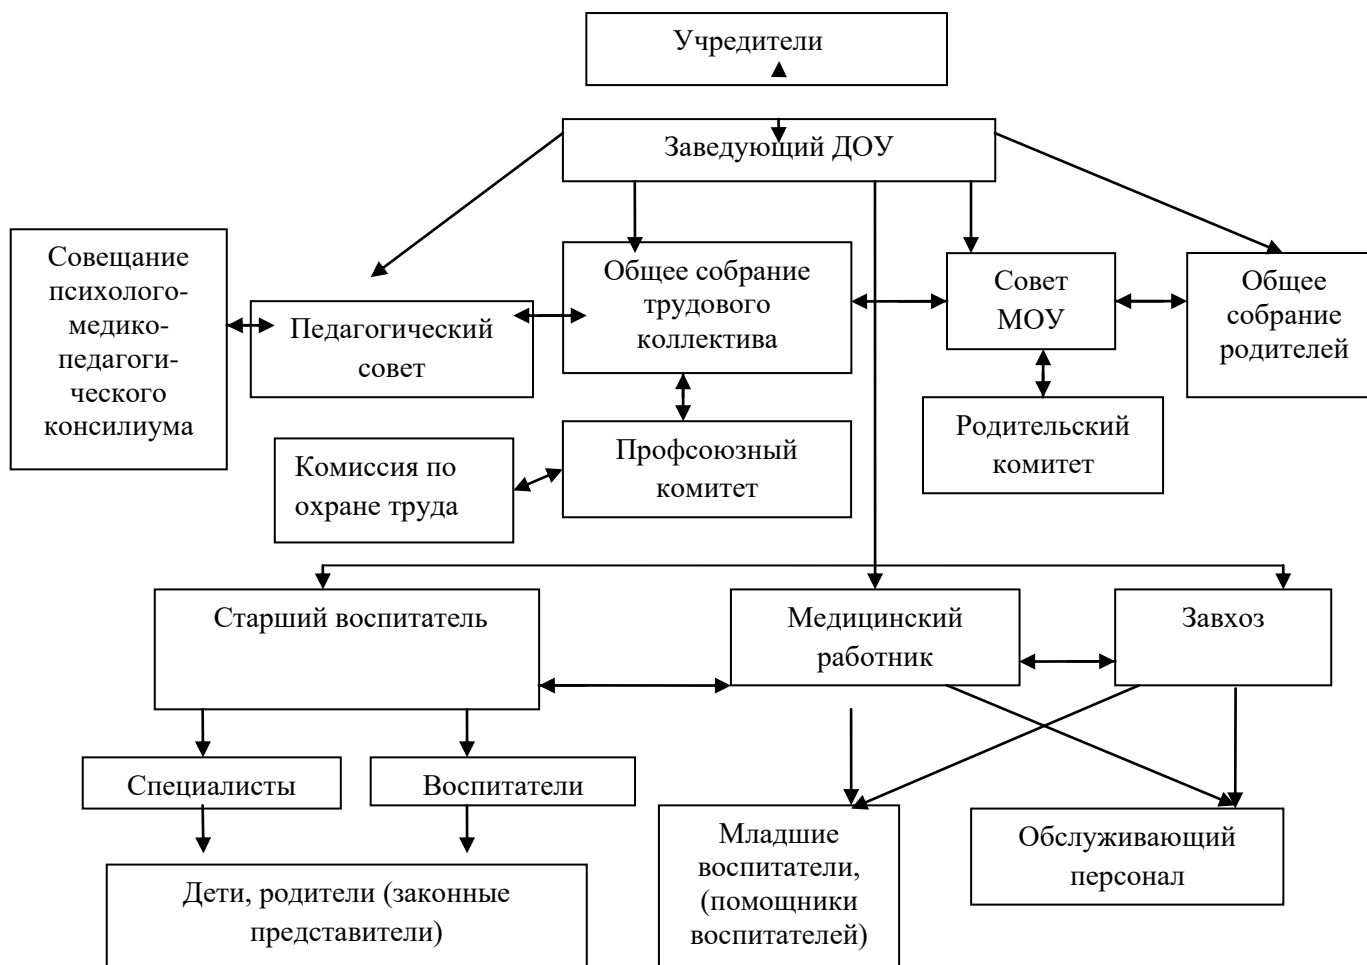 Учредители
Заведующий ДОУ
Совещание
психолого-
медико-
педагоги-
ческого
консилиума
Педагогический
совет
Общее собрание
трудового
коллектива
Совет
МОУ
Общее
собрание
родителей
Комиссия по
охране труда
Профсоюзный
комитет
Родительский
комитет
Старший воспитатель
Медицинский
работник
Завхоз
Специалисты
Воспитатели
Младшие
воспитатели,
(помощники
воспитателей)
Обслуживающий
персонал
Дети, родители (законные
представители)